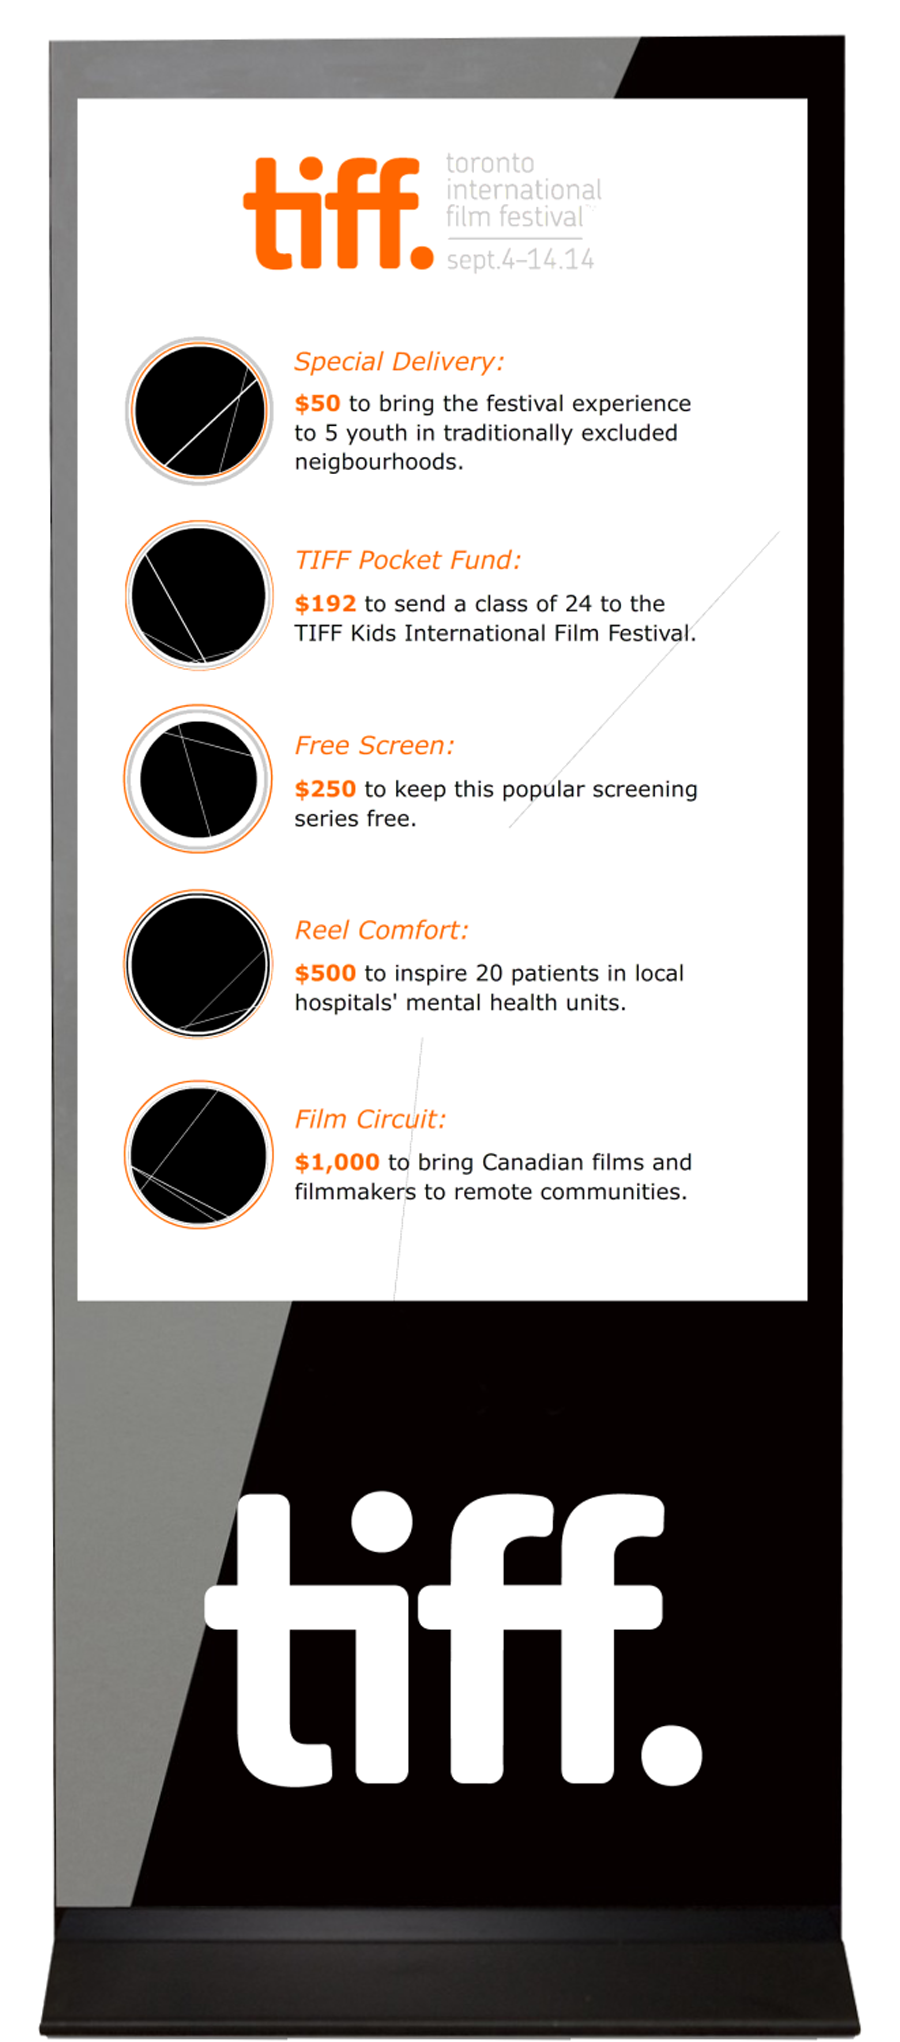 tiff.
toronto
international
film festival
sept.4–14.14
Special Delivery:
$50 to bring the festival experience
to 5 youth in traditionally excluded
neigbourhoods.
TIFF Pocket Fund:
$192 to send a class of 24 to the
TIFF Kids International Film Festival.
Free Screen:
$250 to keep this popular screening
series free.
Reel Comfort:
$500 to inspire 20 patients in local
hospitals' mental health units.
Film Circuit:
$1,000 to bring Canadian films and
filmmakers to remote communities.
tiff.